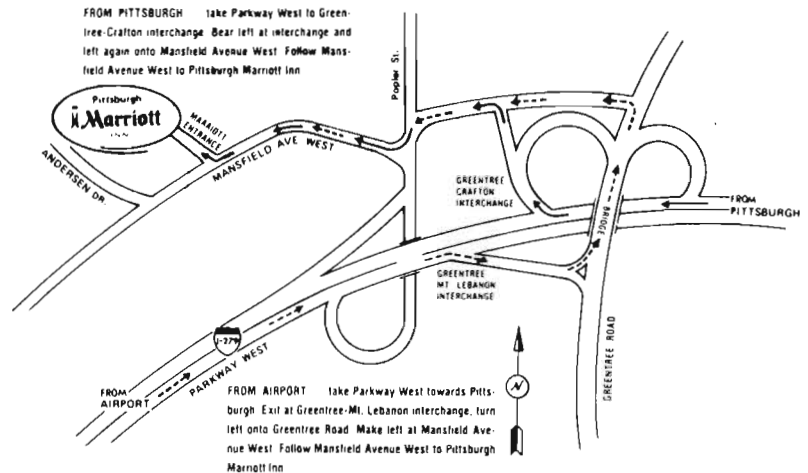 FROM PITTSBURGH take Parkway West to Green-
tree-Crafton interchange Bear left at interchange and
left again onto Mansfield Avenue West Follow Mans-
field Avenue West to Pittsburgh Marriott Inn
Poplar St.
Pittsburgh
Marriott
INN
MARRIOTT
ENTRANCE
MANSFIELD AVE WEST
ANDERSEN DR.
GREENTREE
CRAFTON
INTERCHANGE
BRIDGE
FROM
PITTSBURGH
GREENTREE
MT LEBANON
INTERCHANGE
I-279
PARKWAY WEST
FROM
AIRPORT
GREENTREE ROAD
N
FROM AIRPORT take Parkway West towards Pitts-
burgh Exit at Greentree-Mt. Lebanon interchange, turn
left onto Greentree Road Make left at Mansfield Ave-
nue West Follow Mansfield Avenue West to Pittsburgh
Marriott Inn